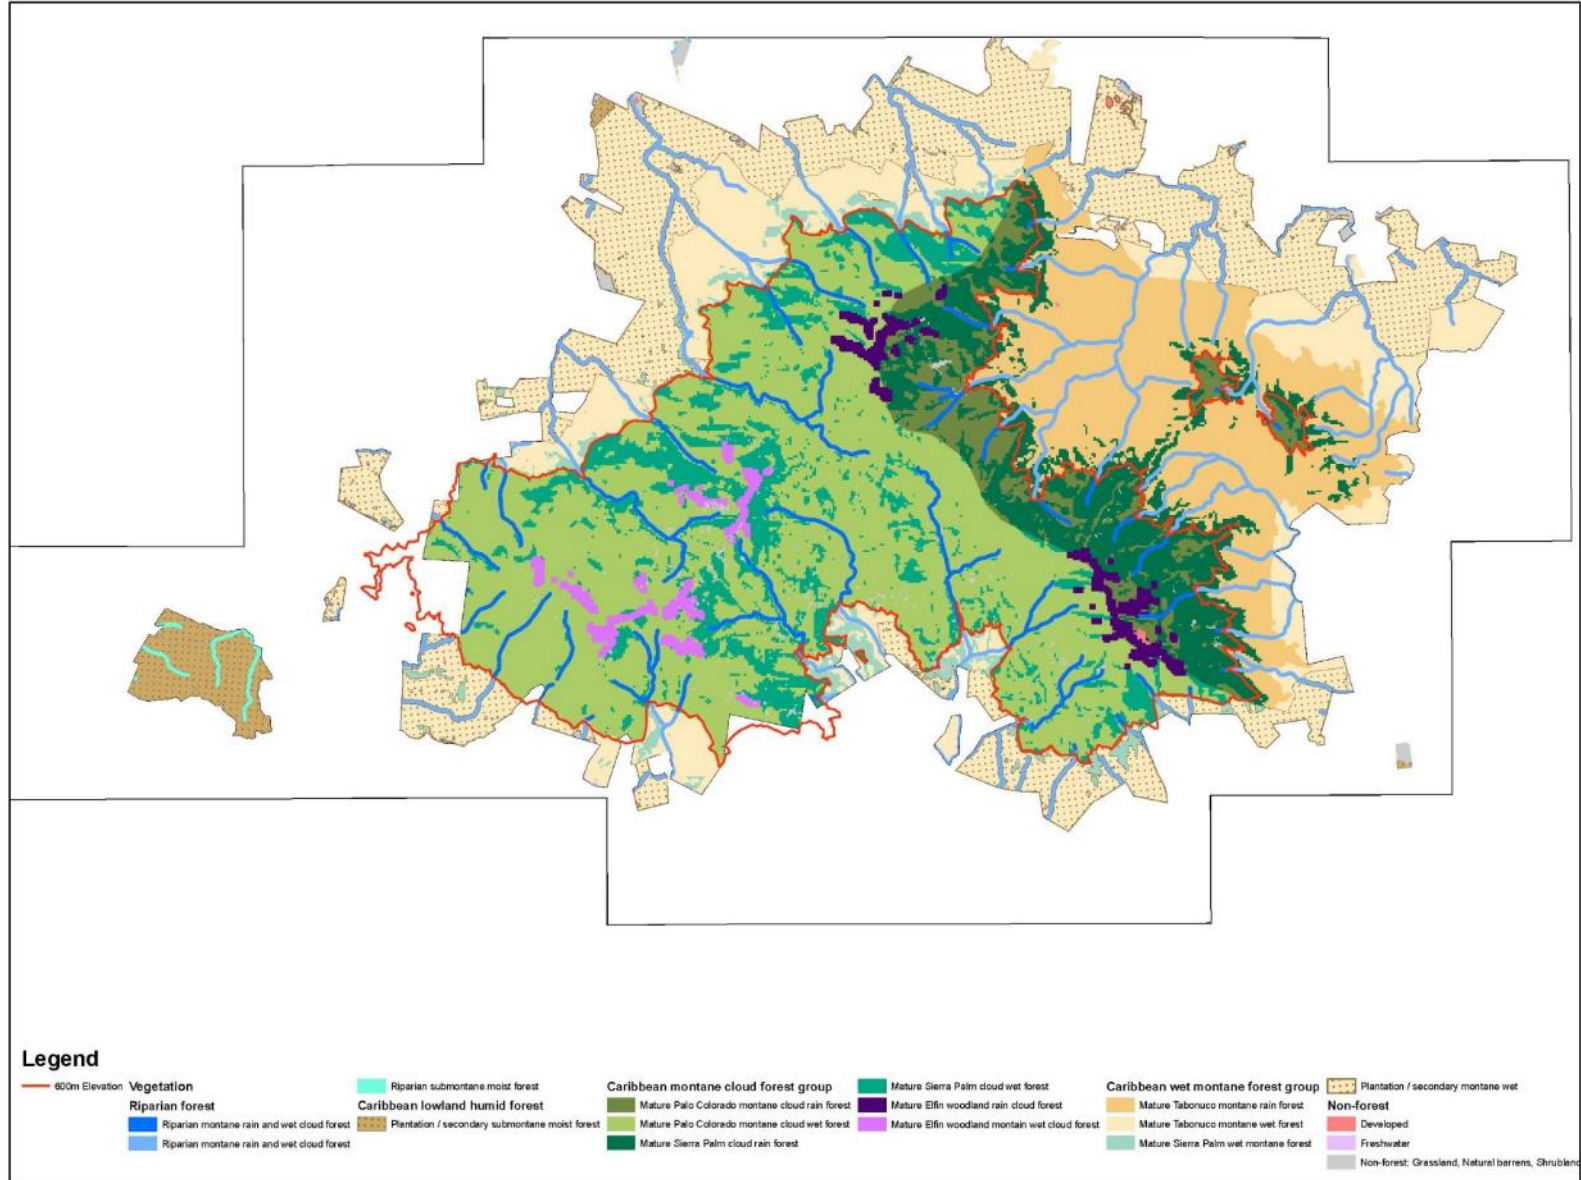 Legend
600m Elevation
Vegetation
Riparian forest
Riparian montane rain and wet cloud forest
Riparian montane rain and wet cloud forest
Riparian submontane moist forest
Caribbean lowland humid forest
Plantation / secondary submontane moist forest
Caribbean montane cloud forest group
Mature Palo Colorado montane cloud rain forest
Mature Palo Colorado montane cloud wet forest
Mature Sierra Palm cloud rain forest
Mature Sierra Palm cloud wet forest
Mature Elfin woodland rain cloud forest
Mature Elfin woodland montain wet cloud forest
Caribbean wet montane forest group
Mature Tabonuco montane rain forest
Mature Tabonuco montane wet forest
Mature Sierra Palm wet montane forest
Plantation / secondary montane wet
Non-forest
Developed
Freshwater
Non-forest: Grassland, Natural barrens, Shrubland